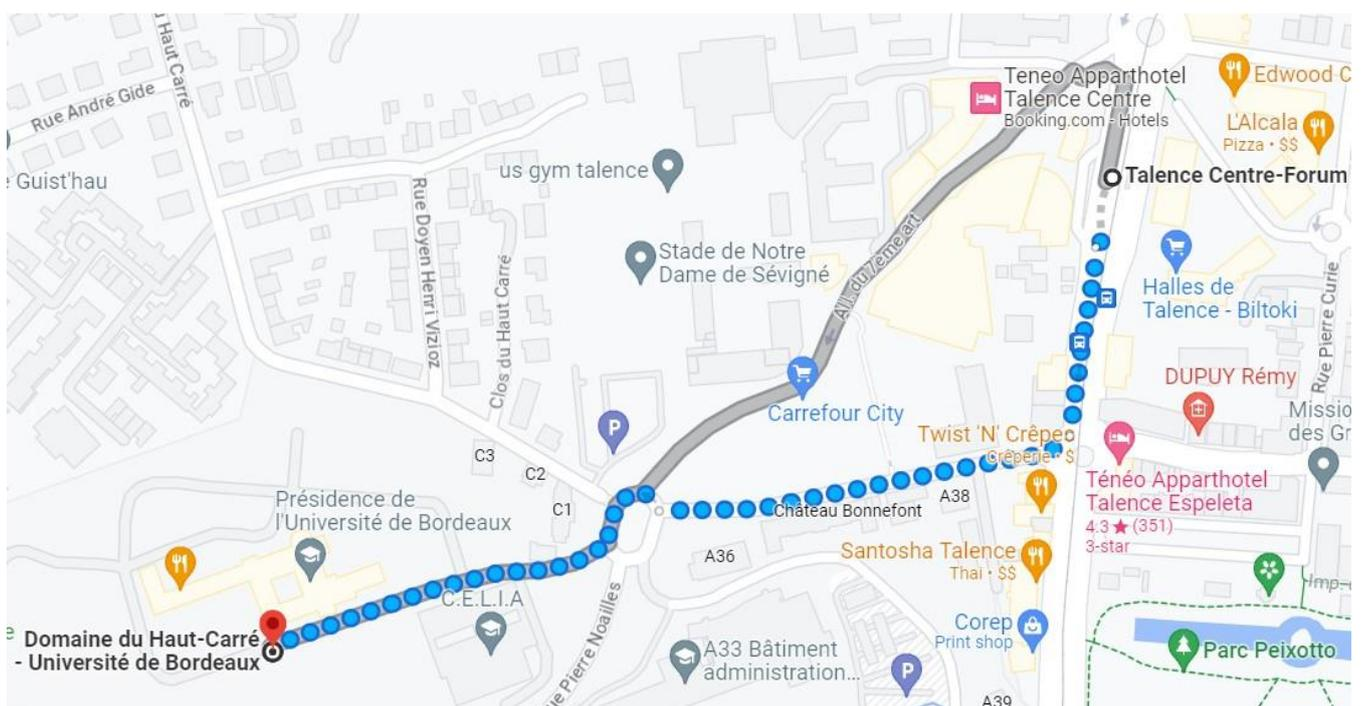 u Haut Carré
Rue André Gide
Guist'hau
Rue Doyen Henri Vizioz
Clos du Haut Carré
us gym talence
Stade de Notre
Dame de Sévigné
All. du 7ème art
Teneo Apparthotel
Talence Centre
Booking.com - Hotels
Edwood C
L'Alcala
Pizza • $$
Talence Centre-Forum
Halles de
Talence - Biltoki
Rue Pierre Curie
DUPUY Rémy
Missio
des Gr
Carrefour City
Twist 'N' Crêpes
Crêperie • $
Ténéo Apparthotel
Talence Espeleta
4.3 ★ (351)
3-star
P
C3
C2
C1
A38
Château Bonnefont
A36
Présidence de
l'Université de Bordeaux
Santosha Talence
Thai • $$
Imp.
C.E.L.I.A
Corep
Print shop
Domaine du Haut-Carré
- Université de Bordeaux
ue Pierre Noailles
A33 Bâtiment
administration...
P
Parc Peixotto
A39